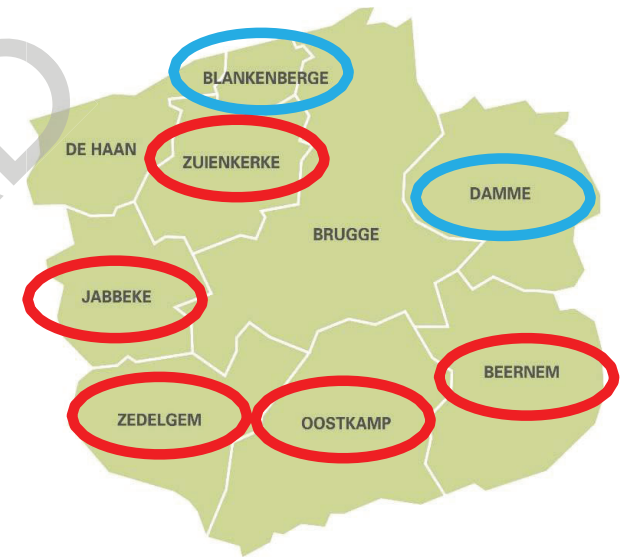 BLANKENBERGE
DE HAAN
ZUIENKERKE
DAMME
BRUGGE
JABBEKE
BEERNEM
ZEDELGEM
OOSTKAMP